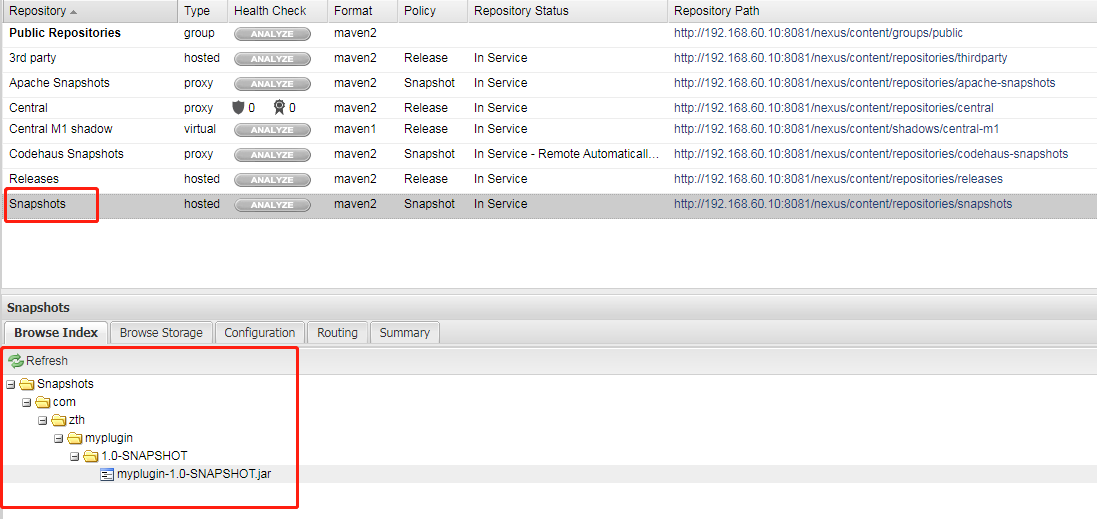 Repository Type Health Check Format Policy Repository Status Repository Path
Public Repositories group ANALYZE maven2 http://192.168.60.10:8081/nexus/content/groups/public
3rd party hosted ANALYZE maven2 Release In Service http://192.168.60.10:8081/nexus/content/repositories/thirdparty
Apache Snapshots proxy ANALYZE maven2 Snapshot In Service http://192.168.60.10:8081/nexus/content/repositories/apache-snapshots
Central proxy 0 0 maven2 Release In Service http://192.168.60.10:8081/nexus/content/repositories/central
Central M1 shadow virtual ANALYZE maven1 Release In Service http://192.168.60.10:8081/nexus/content/shadows/central-m1
Codehaus Snapshots proxy ANALYZE maven2 Snapshot In Service - Remote Automaticall... http://192.168.60.10:8081/nexus/content/repositories/codehaus-snapshots
Releases hosted ANALYZE maven2 Release In Service http://192.168.60.10:8081/nexus/content/repositories/releases
Snapshots hosted ANALYZE maven2 Snapshot In Service http://192.168.60.10:8081/nexus/content/repositories/snapshots
Snapshots
Browse Index Browse Storage Configuration Routing Summary
Refresh
Snapshots
com
zth
myplugin
1.0-SNAPSHOT
myplugin-1.0-SNAPSHOT.jar